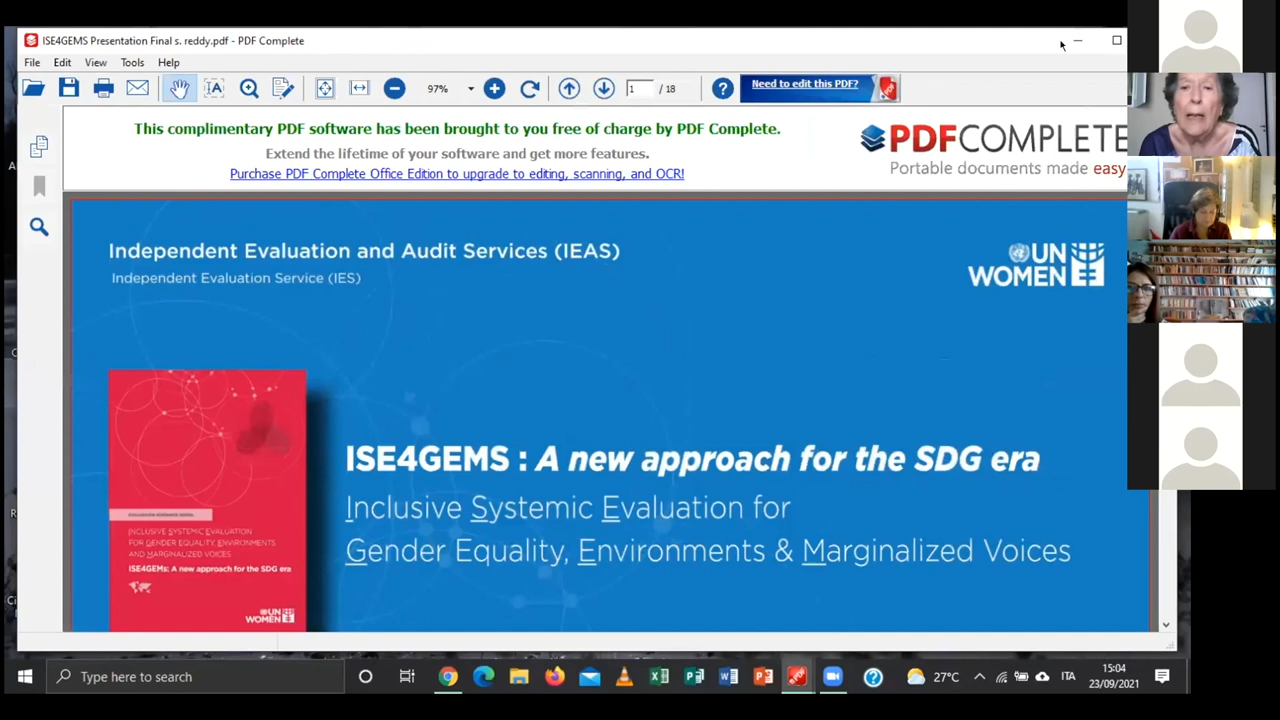 ISE4GEMS Presentation Final s. reddy.pdf - PDF Complete
File Edit View Tools Help
97% 1 / 18 Need to edit this PDF?
This complimentary PDF software has been brought to you free of charge by PDF Complete.
Extend the lifetime of your software and get more features.
Purchase PDF Complete Office Edition to upgrade to editing, scanning, and OCR!
PDFCOMPLETE
Portable documents made easy
Independent Evaluation and Audit Services (IEAS)
Independent Evaluation Service (IES)
UN
WOMEN
ISE4GEMS : A new approach for the SDG era
Inclusive Systemic Evaluation for
Gender Equality, Environments & Marginalized Voices
INCLUSIVE SYSTEMIC EVALUATION
FOR GENDER EQUALITY, ENVIRONMENTS
AND MARGINALIZED VOICES
ISE4GEMs: A new approach for the SDG era
UN
WOMEN
Type here to search
27°C ITA
15:04
23/09/2021